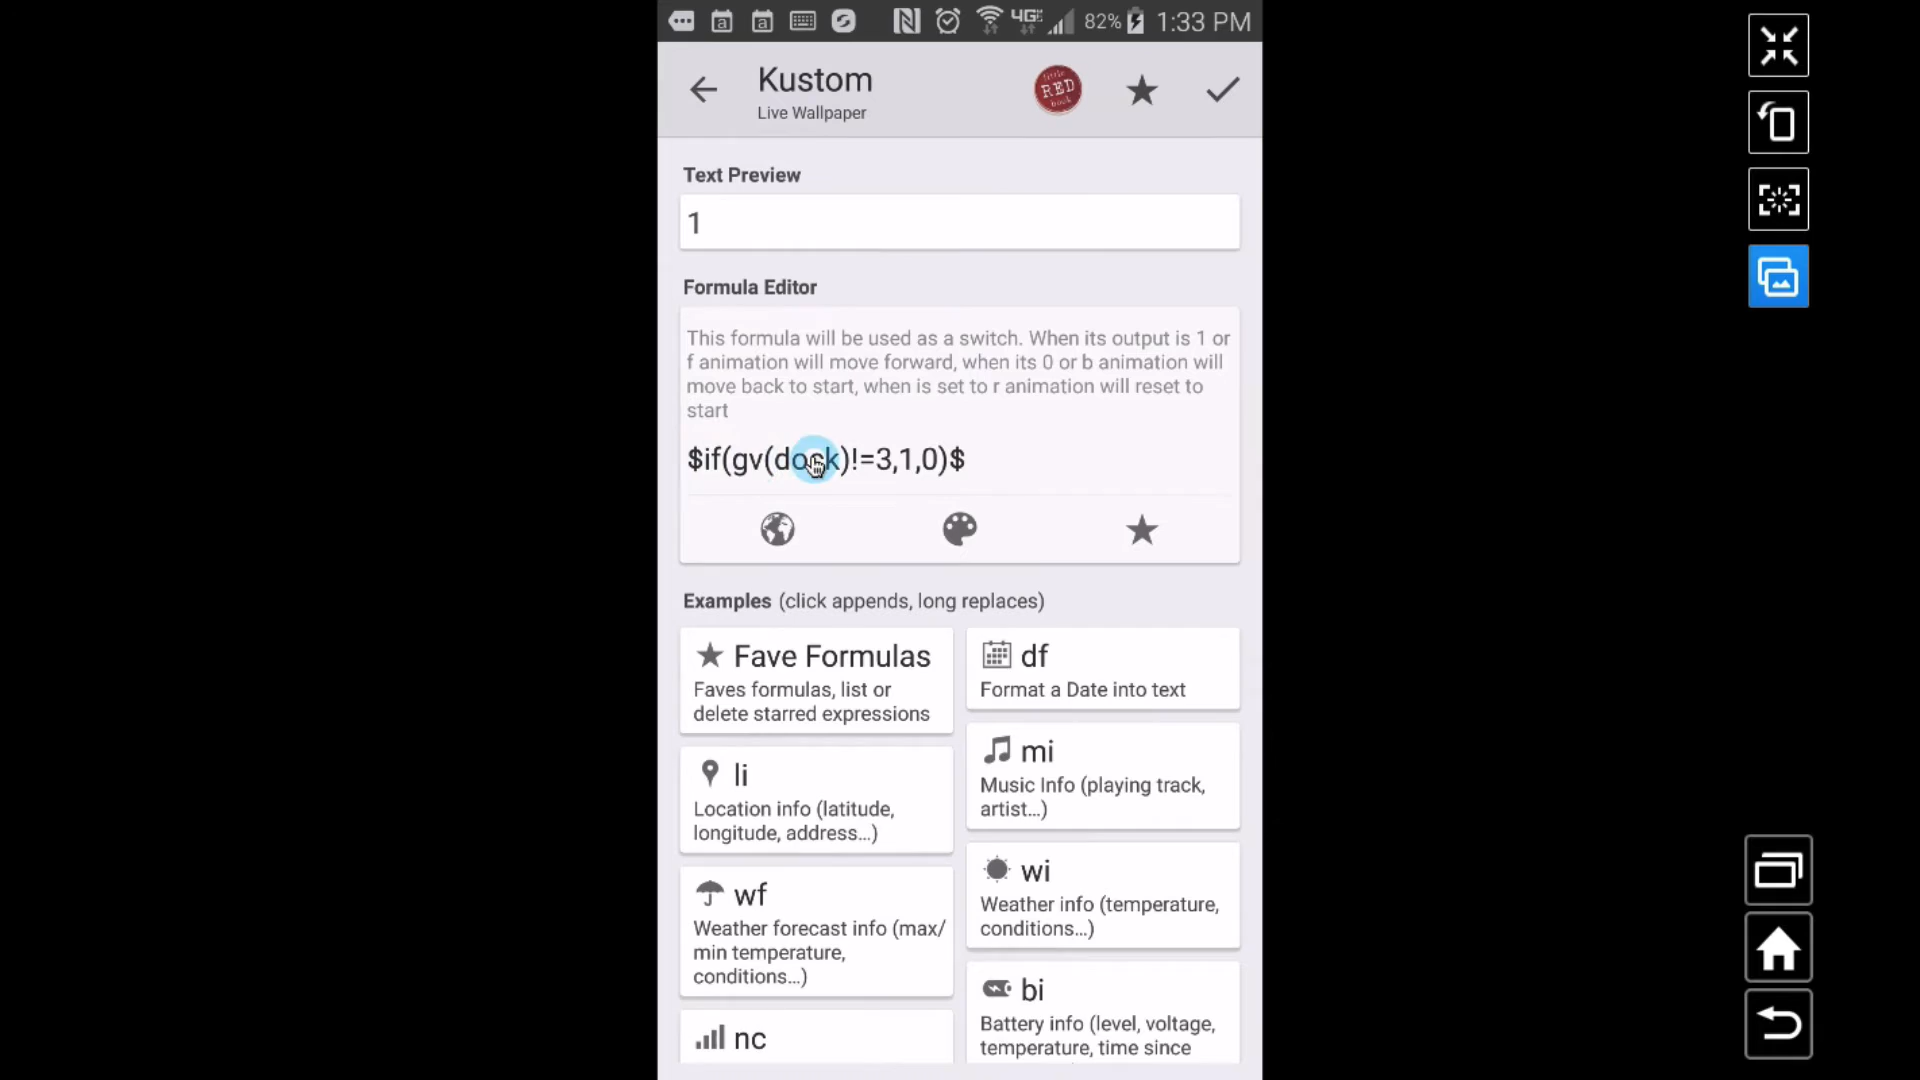 4GE 82% 1:33 PM
Kustom
Live Wallpaper
little
RED
book
Text Preview
1
Formula Editor
This formula will be used as a switch. When its output is 1 or
f animation will move forward, when its 0 or b animation will
move back to start, when is set to r animation will reset to
start
$if(gv(dock)!=3,1,0)$
Examples (click appends, long replaces)
Fave Formulas
Faves formulas, list or
delete starred expressions
df
Format a Date into text
li
Location info (latitude,
longitude, address...)
mi
Music Info (playing track,
artist...)
wf
Weather forecast info (max/
min temperature,
conditions...)
wi
Weather info (temperature,
conditions...)
nc
bi
Battery info (level, voltage,
temperature, time since